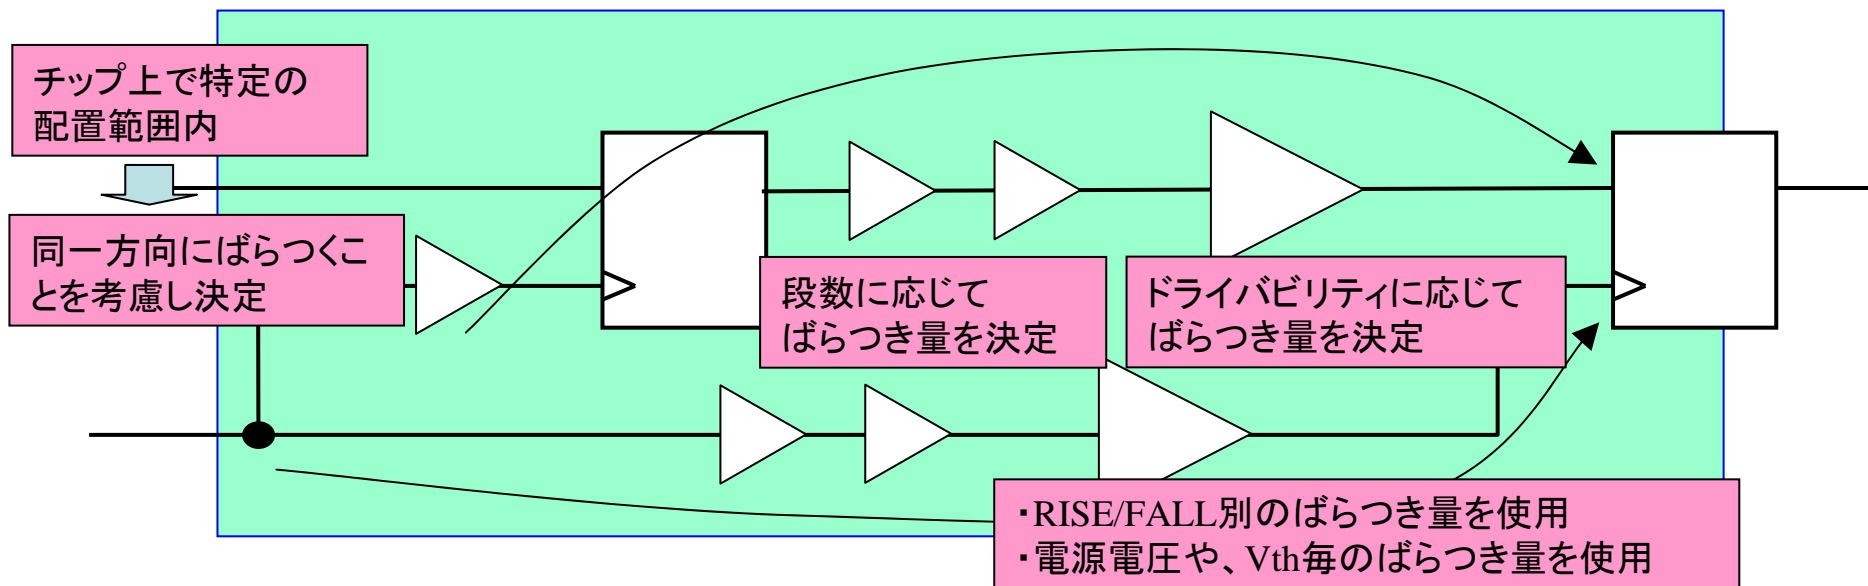 チップ上で特定の
配置範囲内
同一方向にばらつくこ
とを考慮し決定
段数に応じて
ばらつき量を決定
ドライバビリティに応じて
ばらつき量を決定
・RISE/FALL別のばらつき量を使用
・電源電圧や、Vth毎のばらつき量を使用